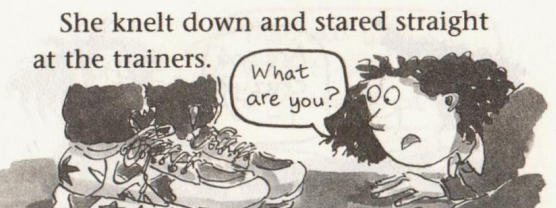 She knelt down and stared straight
at the trainers.
What
are you?